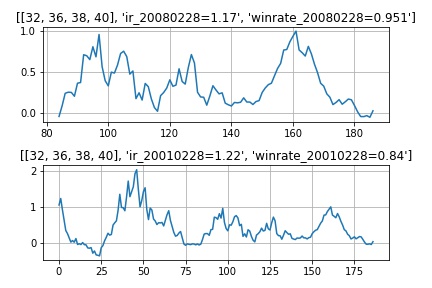 [[32, 36, 38, 40], 'ir_20080228=1.17', 'winrate_20080228=0.951']
1.0
0.5
0.0
80 100 120 140 160 180
[[32, 36, 38, 40], 'ir_20010228=1.22', 'winrate_20010228=0.84']
2
1
0
0 25 50 75 100 125 150 175